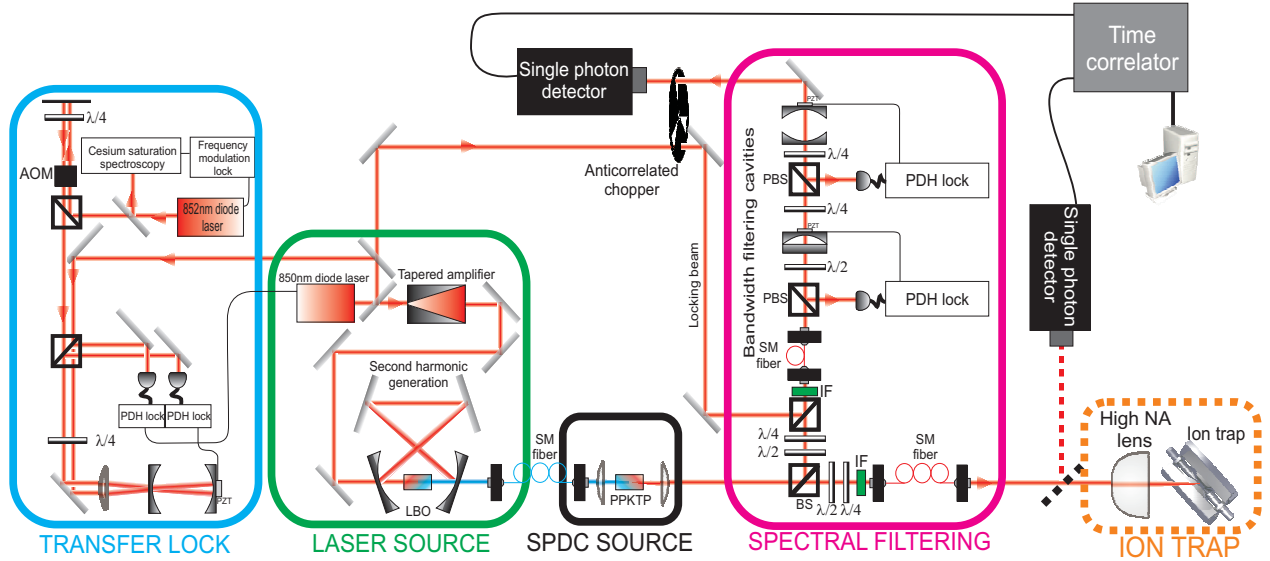 Time
correlator
Single photon
detector
PZT
λ/4
λ/4
Cesium saturation
spectroscopy
Frequency
modulation
lock
AOM
852nm diode
laser
Anticorrelated
chopper
Bandwidth filtering cavities
PBS
PDH lock
λ/4
PZT
λ/2
PBS
PDH lock
Single photon
detector
850nm diode laser
Tapered amplifier
Locking beam
SM
fiber
IF
Second harmonic
generation
PDH lock
PDH lock
λ/4
PZT
λ/4
λ/2
SM
fiber
LBO
PPKTP
BS
λ/2
λ/4
IF
SM
fiber
High NA
lens
Ion trap
TRANSFER LOCK
LASER SOURCE
SPDC SOURCE
SPECTRAL FILTERING
ION TRAP